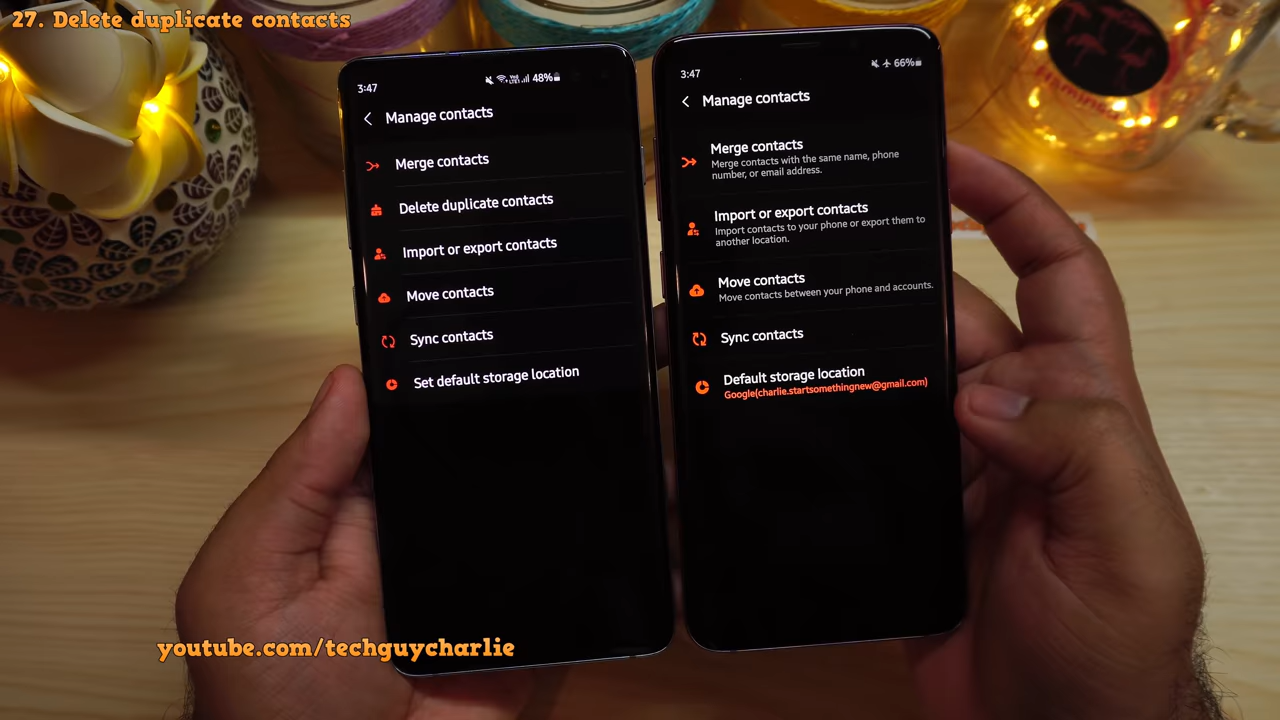 27. Delete duplicate contacts
3:47
48%
Manage contacts
Merge contacts
Delete duplicate contacts
Import or export contacts
Move contacts
Sync contacts
Set default storage location
3:47
66%
Manage contacts
Merge contacts
Merge contacts with the same name, phone
number, or email address.
Import or export contacts
Import contacts to your phone or export them to
another location.
Move contacts
Move contacts between your phone and accounts.
Sync contacts
Default storage location
Google(charlie.startsomethingnew@gmail.com)
youtube.com/techguycharlie